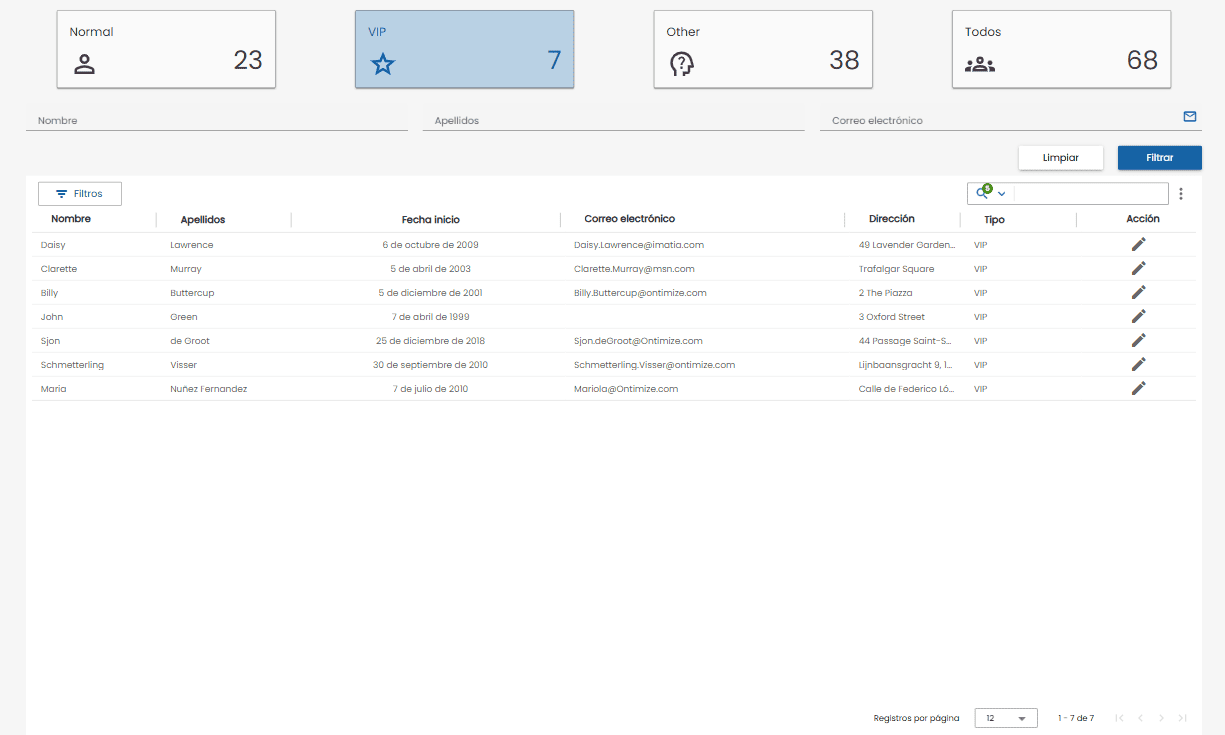 Normal
23
VIP
7
Other
38
Todos
68
Nombre
Apellidos
Correo electrónico
Limpiar
Filtrar
Filtros
6
Nombre Apellidos Fecha inicio Correo electrónico Dirección Tipo Acción
Daisy Lawrence 6 de octubre de 2009 Daisy.Lawrence@imatia.com 49 Lavender Garden... VIP
Clarette Murray 5 de abril de 2003 Clarette.Murray@msn.com Trafalgar Square VIP
Billy Buttercup 5 de diciembre de 2001 Billy.Buttercup@ontimize.com 2 The Piazza VIP
John Green 7 de abril de 1999 3 Oxford Street VIP
Sjon de Groot 25 de diciembre de 2018 Sjon.deGroot@Ontimize.com 44 Passage Saint-S... VIP
Schmetterling Visser 30 de septiembre de 2010 Schmetterling.Visser@ontimize.com Lijnbaansgracht 9, 1... VIP
Maria Nuñez Fernandez 7 de julio de 2010 Mariola@Ontimize.com Calle de Federico Ló... VIP
Registros por página 12 1 - 7 de 7